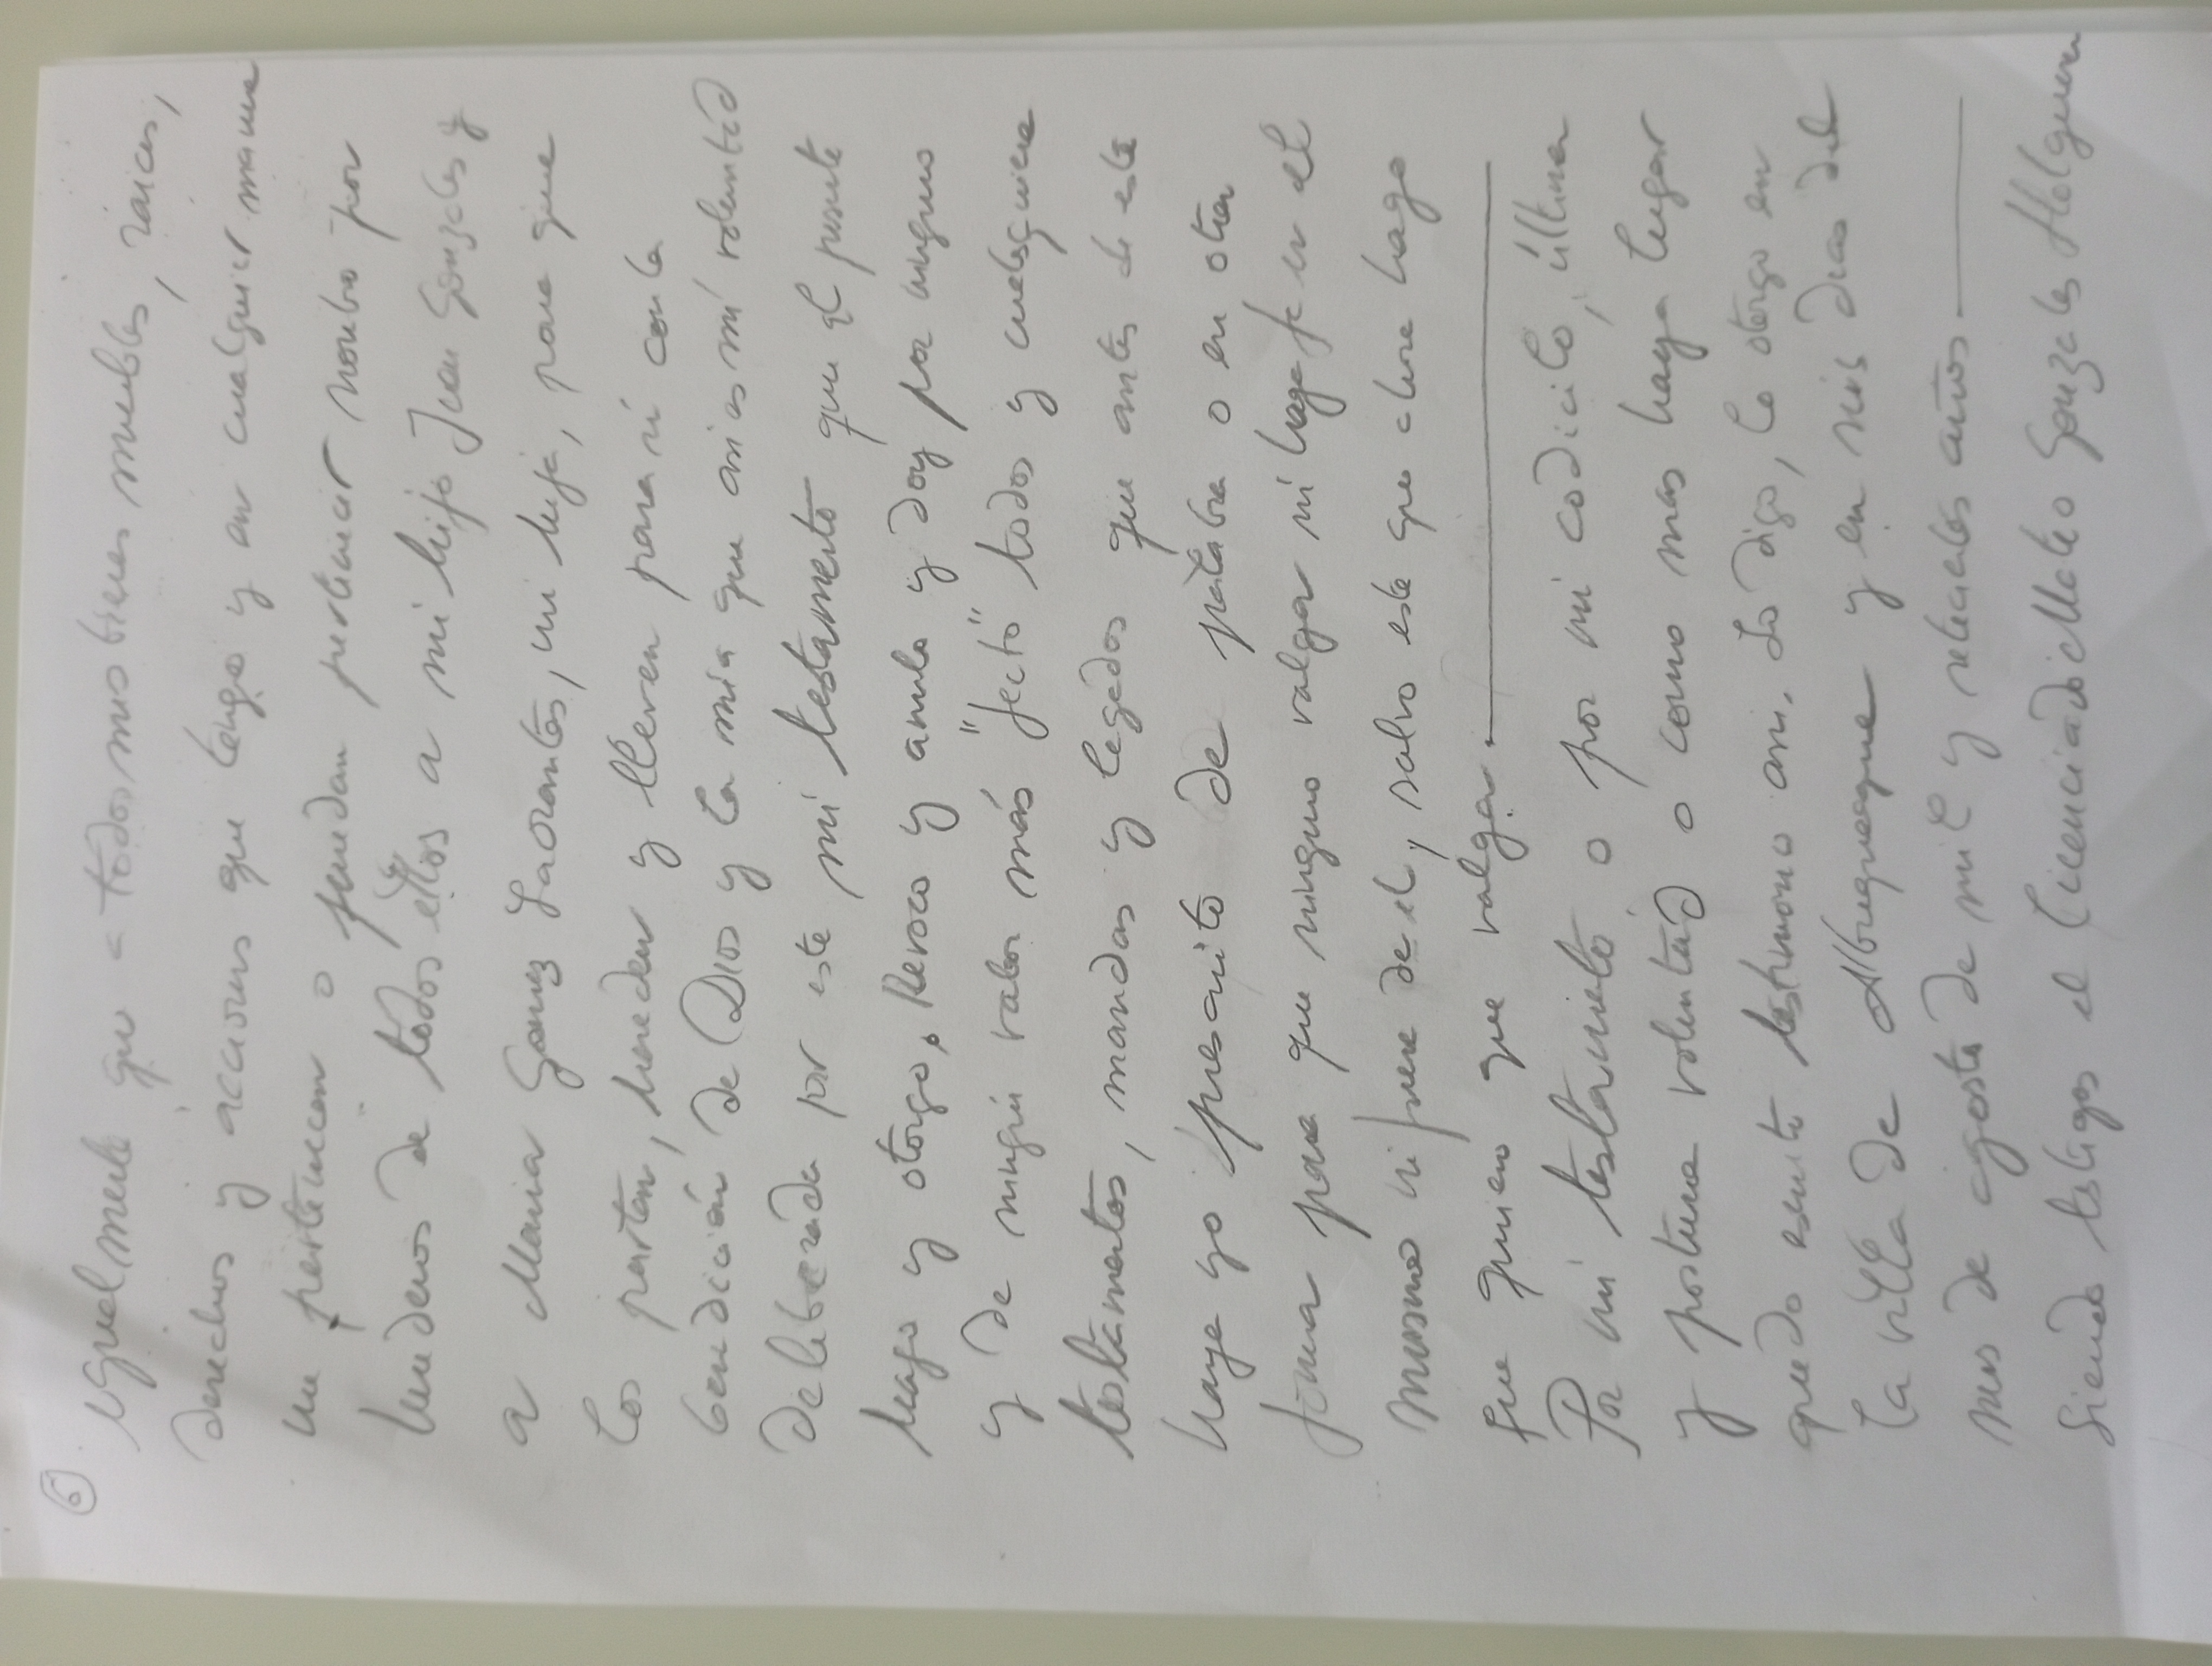 6
igualmente que a todos mis bienes muebles, raices,
derechos y acciones que tengo y en cualquier manera
me pertenecen o puedan pertenecer nombro por
herederos de todos ellos a mi hijo Juan Gonzales y
a Maria Gomez Laorantes, mi hija, para que
los partan, hereden y lleven para sí con la
bendición de Dios y la mia que asi es mi voluntad
deliberada por este mi testamento que al presente
hago y otorgo. Revoco y anulo y doy por ninguno
y de ningún valor más "fecto" todos y cualesquiera
testamentos, mandas y legados que antes de este
haya yo prescrito de palabra o en otra
forma para que ninguno valga ni haga fe en el
mismo ni fuera de el, salvo este que ahora hago
que quiero que valga.
Por mi testamento o por mi codicilo, última
y postura voluntad o como mas haya lugar
quedo escrito testimonio asi. Lo digo, lo otorgo en
la villa de Alburquerque y en seis dias del
mes de agosto de mil y setecientos años
Siendo testigos el licenciado Mateo Gonzales Holguera